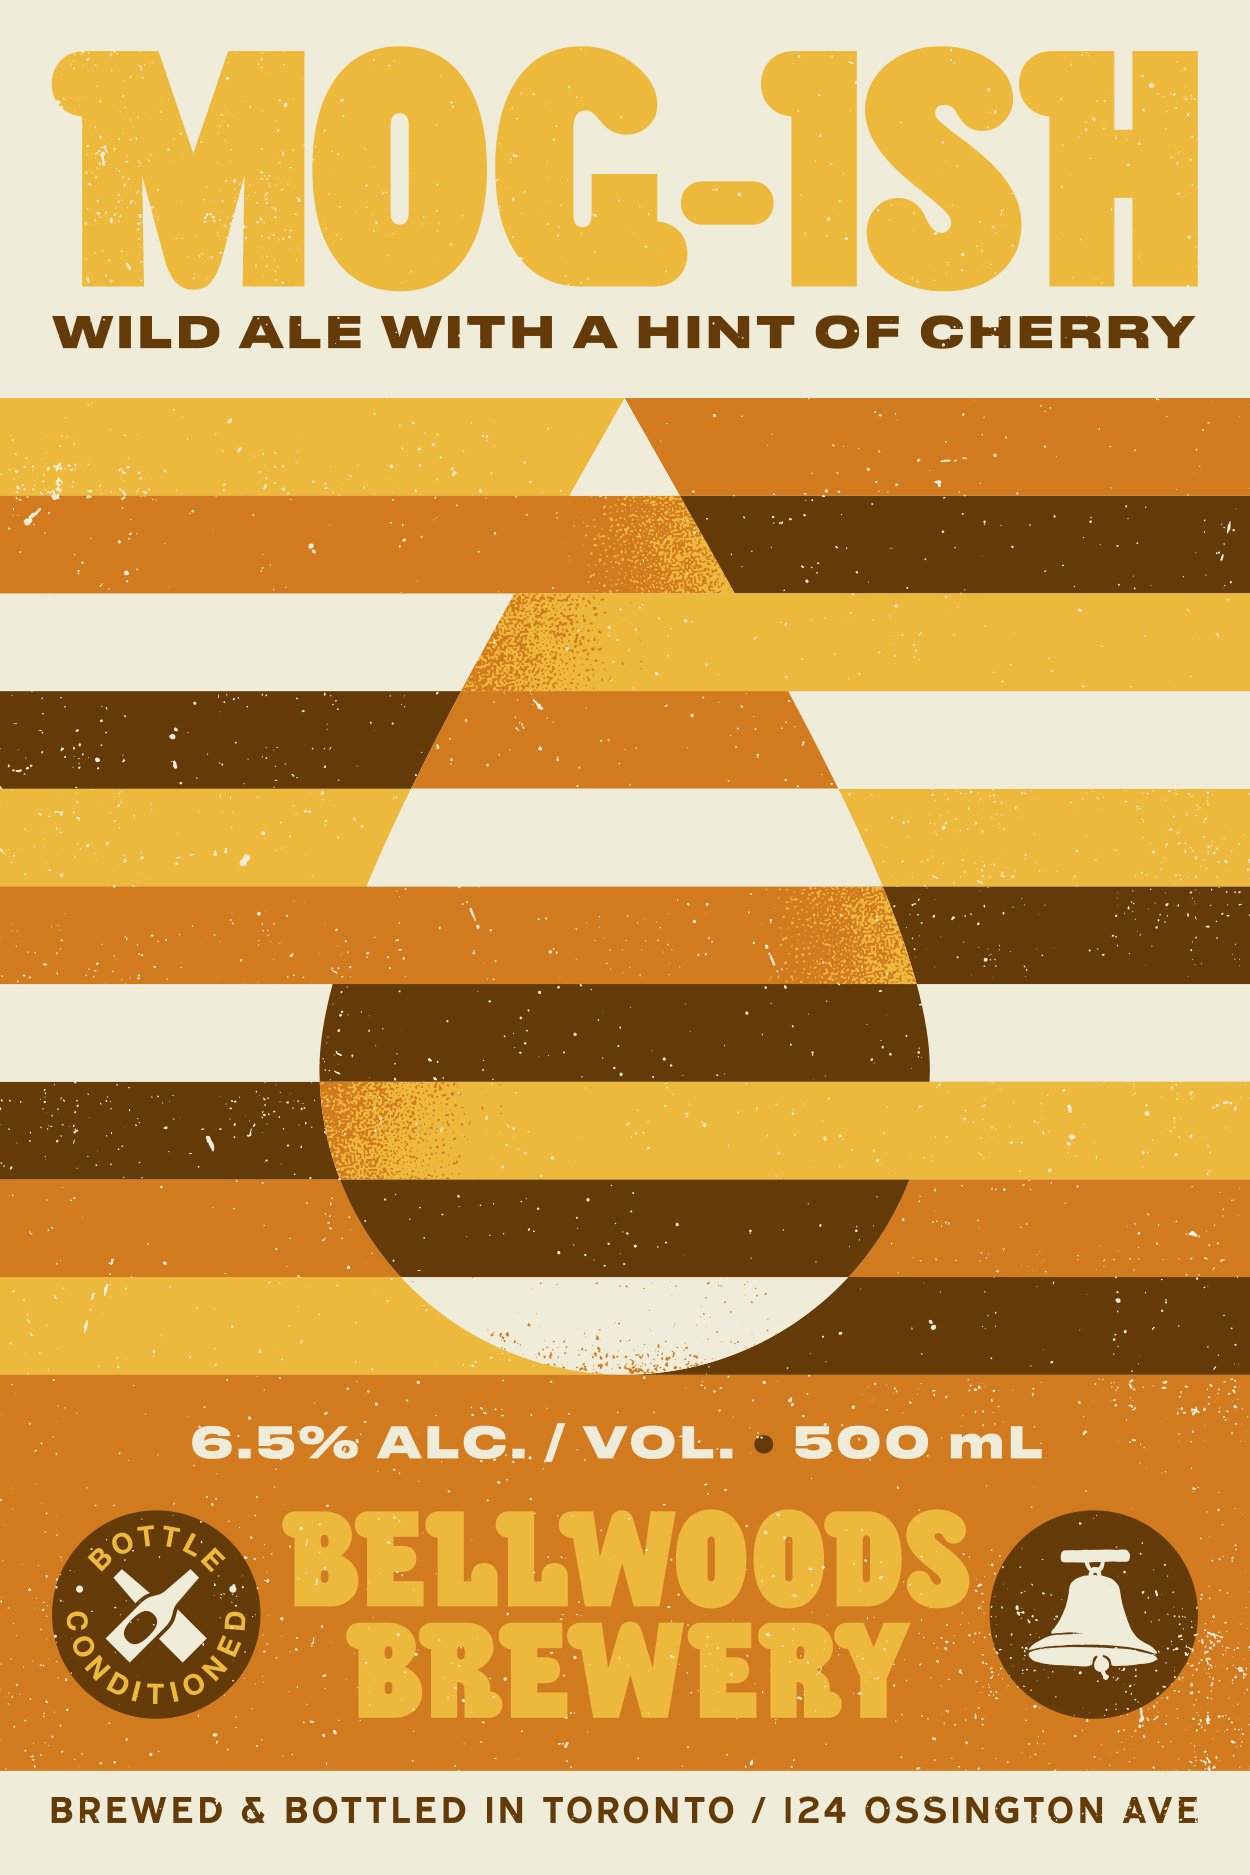 MOG-ISH
WILD ALE WITH A HINT OF CHERRY
6.5% ALC. / VOL. • 500 mL
BOTTLE
• CONDITIONED •
BELLWOODS
BREWERY
BREWED & BOTTLED IN TORONTO / 124 OSSINGTON AVE